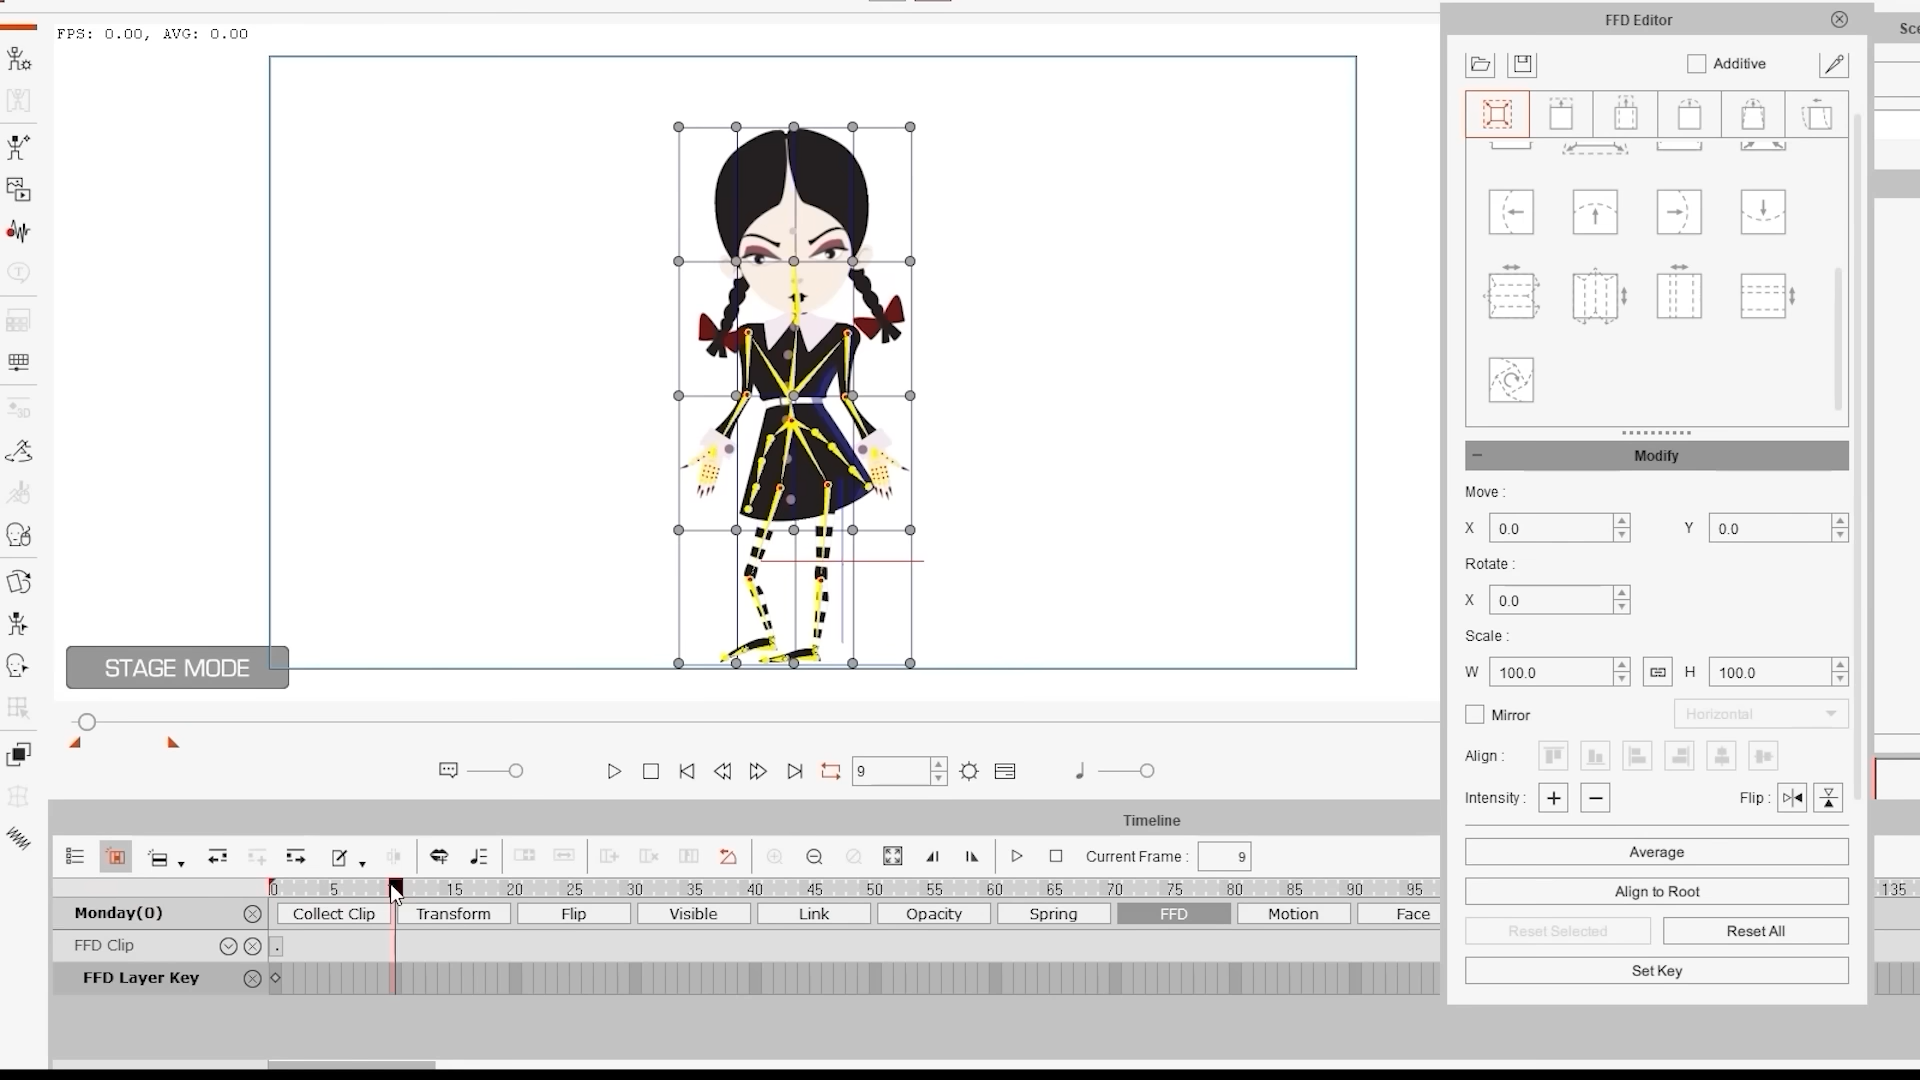 FPS: 0.00, AVG: 0.00
FFD Editor
Sce
Additive
Modify
Move :
X 0.0 Y 0.0
Rotate :
X 0.0
Scale :
W 100.0 H 100.0
Mirror Horizontal
Align :
Intensity : + − Flip :
Average
Align to Root
Reset Selected Reset All
Set Key
STAGE MODE
9
Timeline
Current Frame : 9
0 5 15 20 25 30 35 40 45 50 55 60 65 70 75 80 85 90 95 135
Monday(0) Collect Clip Transform Flip Visible Link Opacity Spring FFD Motion Face
FFD Clip
FFD Layer Key
T
3D